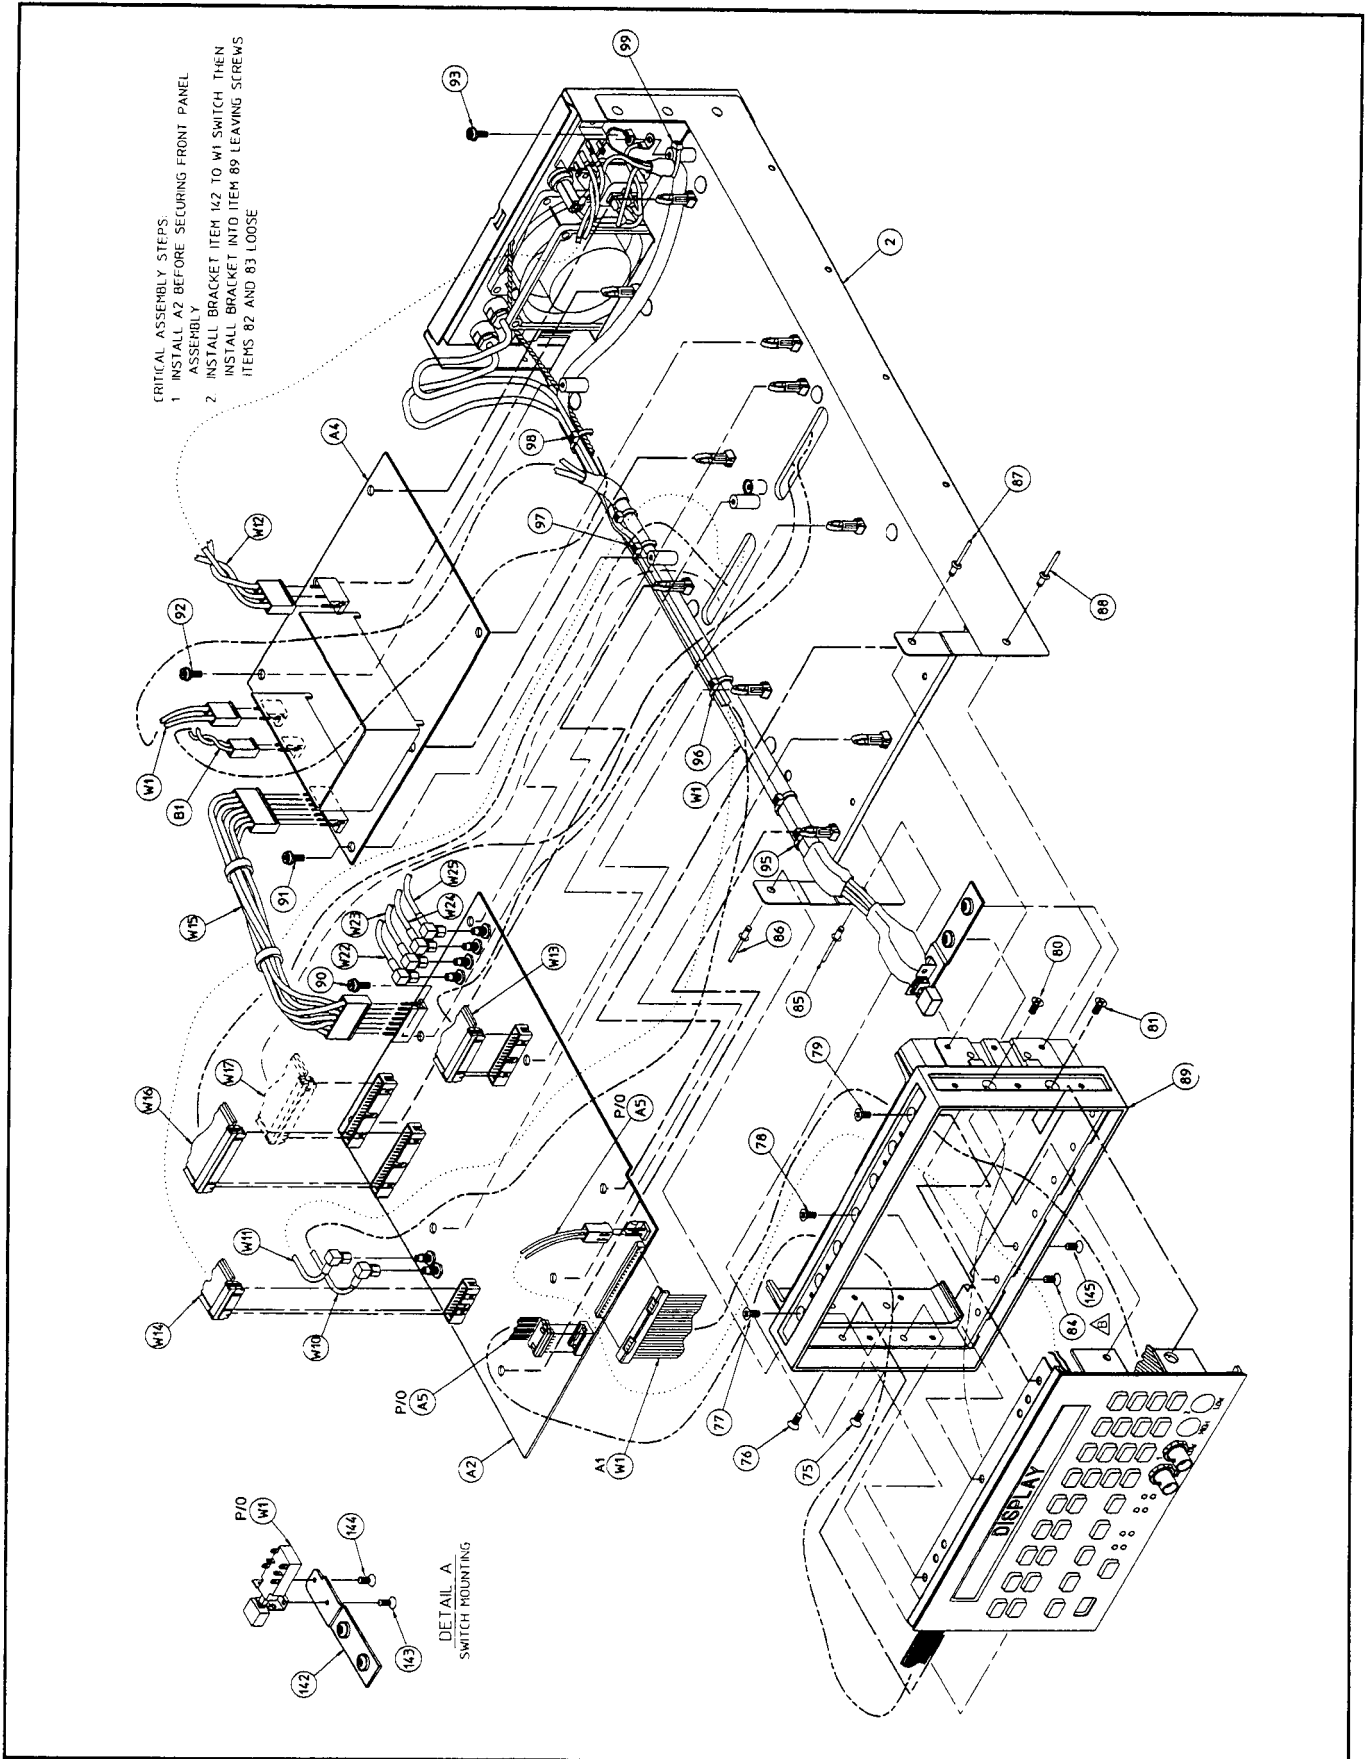 CRITICAL ASSEMBLY STEPS:
1 INSTALL A2 BEFORE SECURING FRONT PANEL
ASSEMBLY
2. INSTALL BRACKET ITEM 142 TO W1 SWITCH THEN
INSTALL BRACKET INTO ITEM 89 LEAVING SCREWS
ITEMS 82 AND 83 LOOSE
93
99
A4
W12
92
W1
B1
2
98
97
91
W15
W25
W24
W23
W22
90
W13
W17
W16
87
88
96
W1
95
86
85
80
81
P/O
A5
79
78
89
W11
W14
W10
P/O
A5
A2
A1
W1
77
76
75
145
84
B
DISPLAY
P/O
W1
144
143
142
DETAIL A
SWITCH MOUNTING